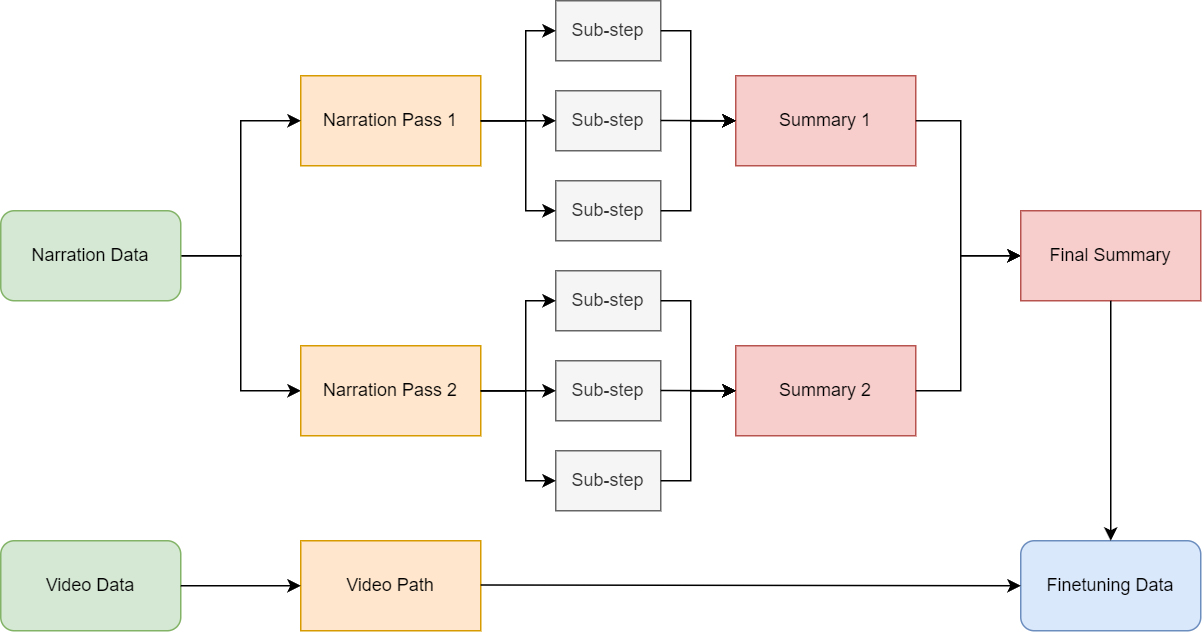 Sub-step
Narration Pass 1
Sub-step
Summary 1
Sub-step
Narration Data
Final Summary
Sub-step
Narration Pass 2
Sub-step
Summary 2
Sub-step
Video Data
Video Path
Finetuning Data